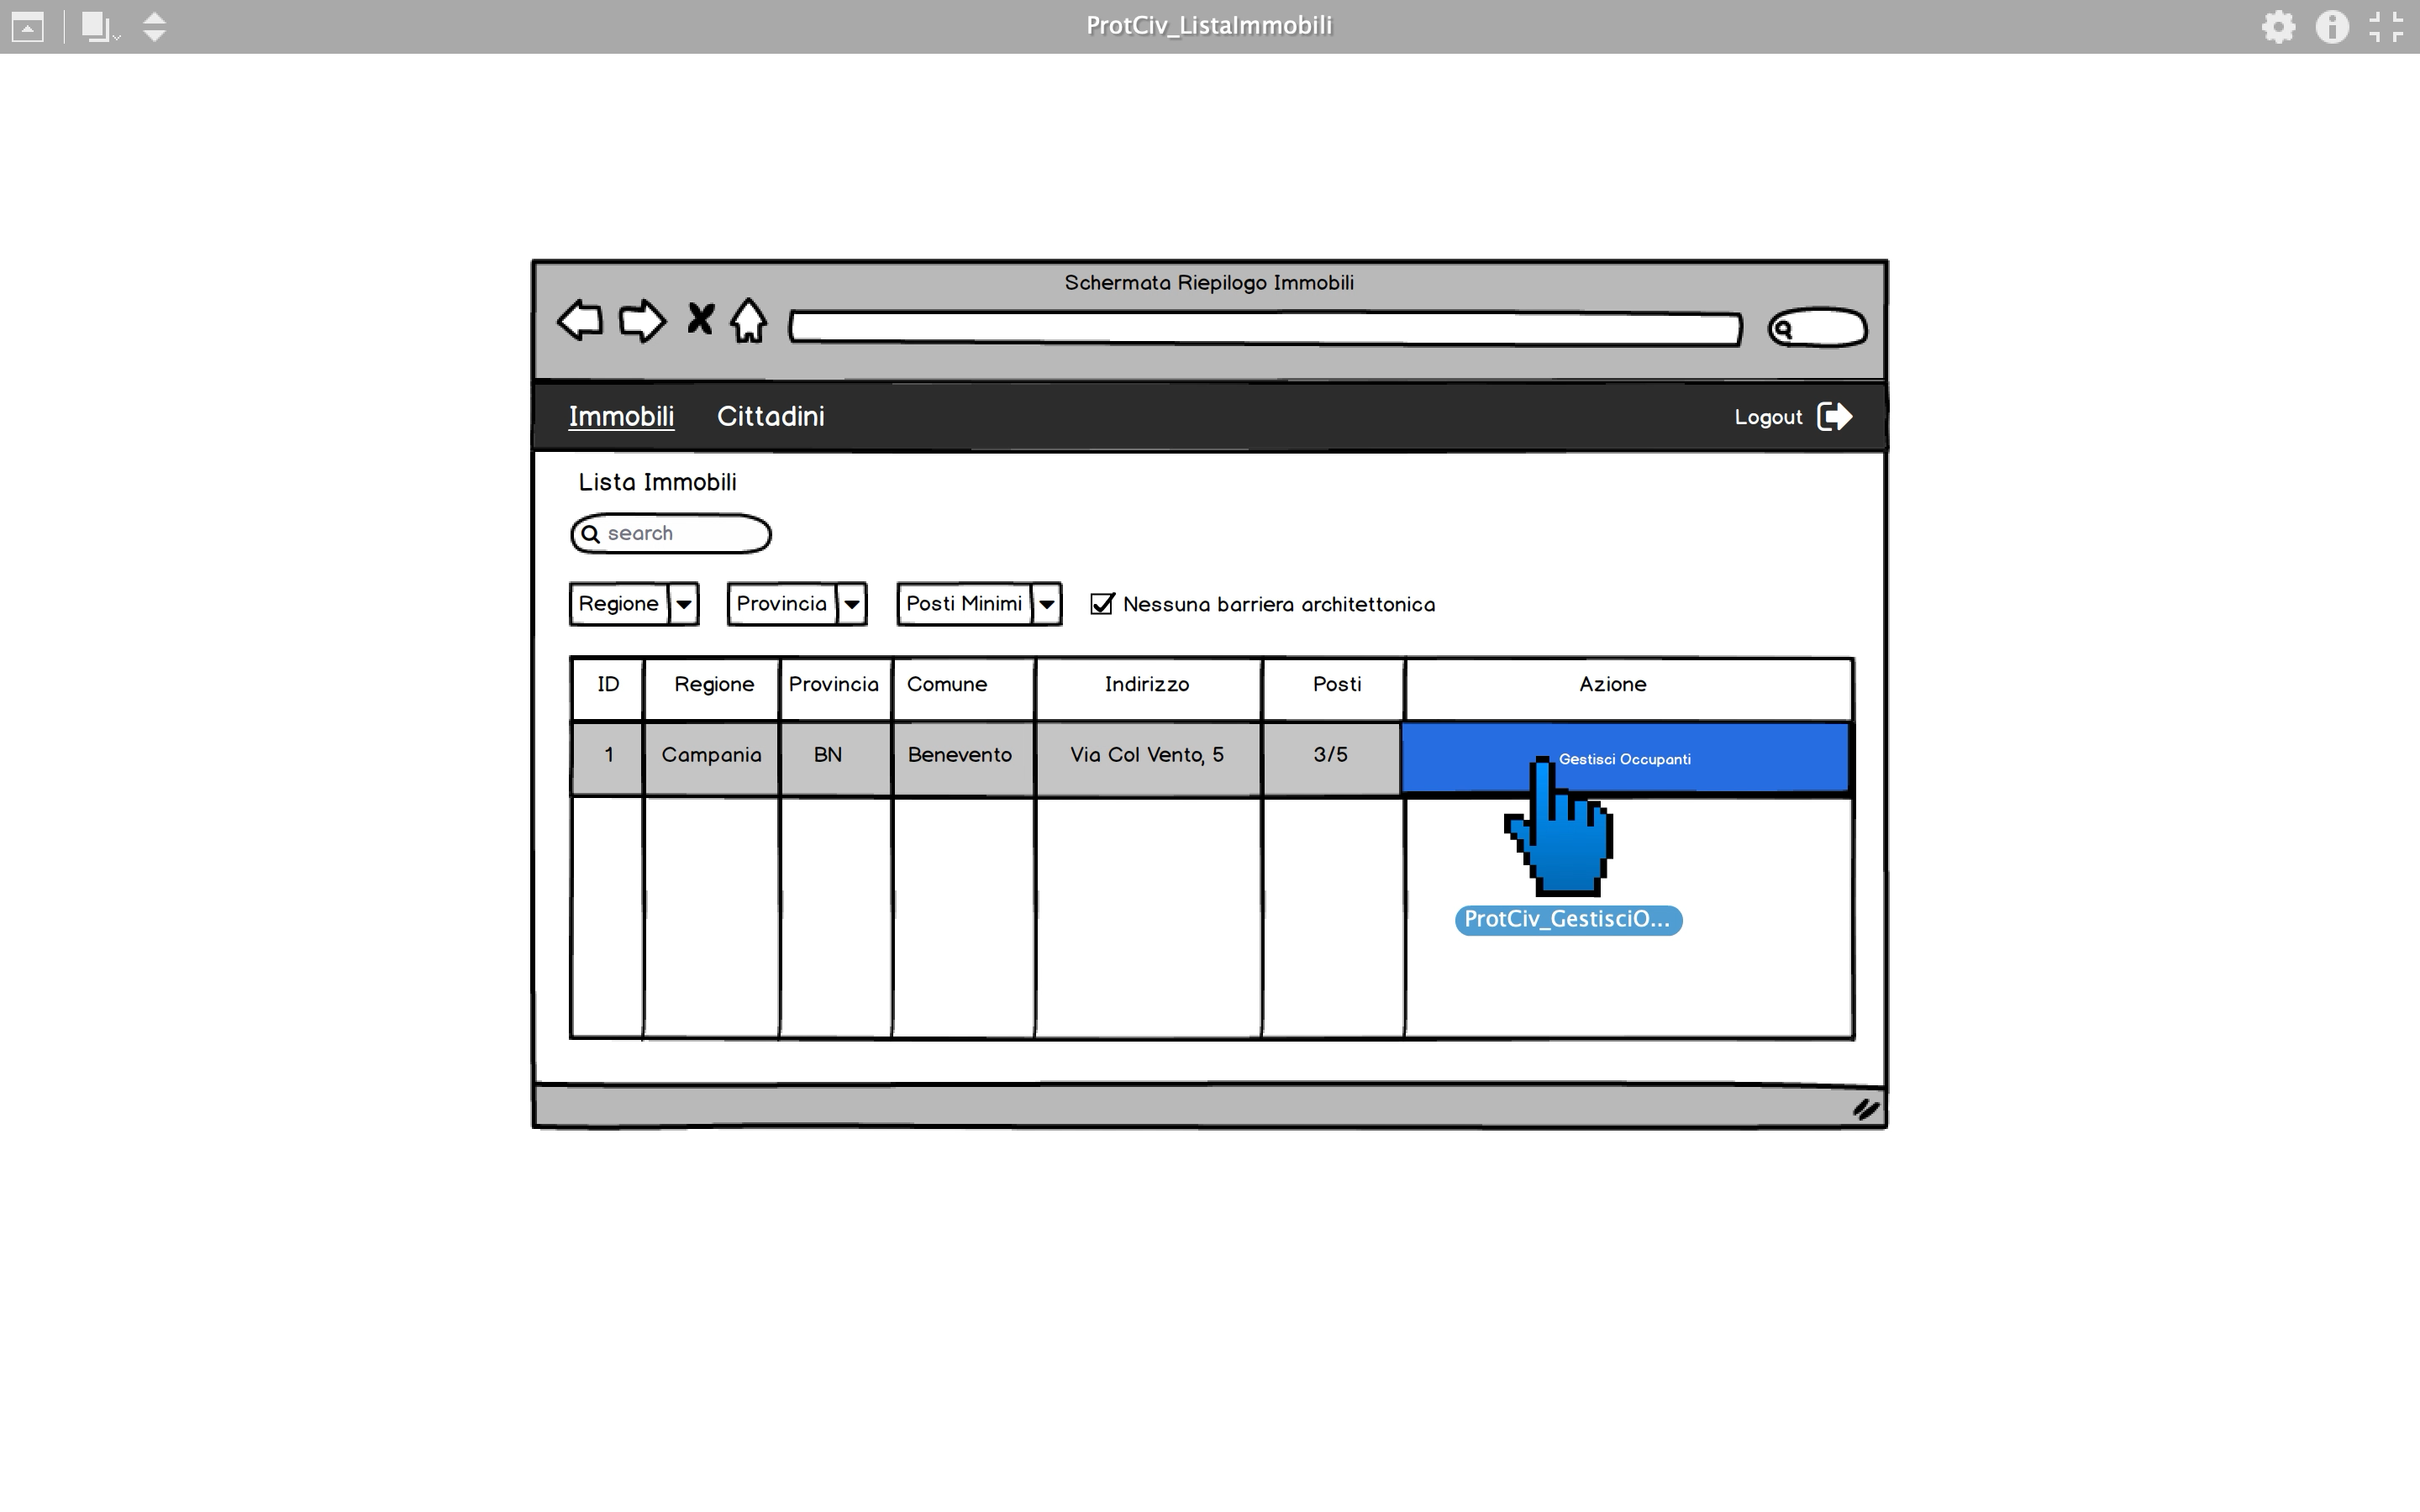 ProtCiv_ListaImmobili
Schermata Riepilogo Immobili
Immobili Cittadini Logout
Lista Immobili
search
Regione Provincia Posti Minimi Nessuna barriera architettonica
ID Regione Provincia Comune Indirizzo Posti Azione
1 Campania BN Benevento Via Col Vento, 5 3/5 Gestisci Occupanti
ProtCiv_GestisciO...